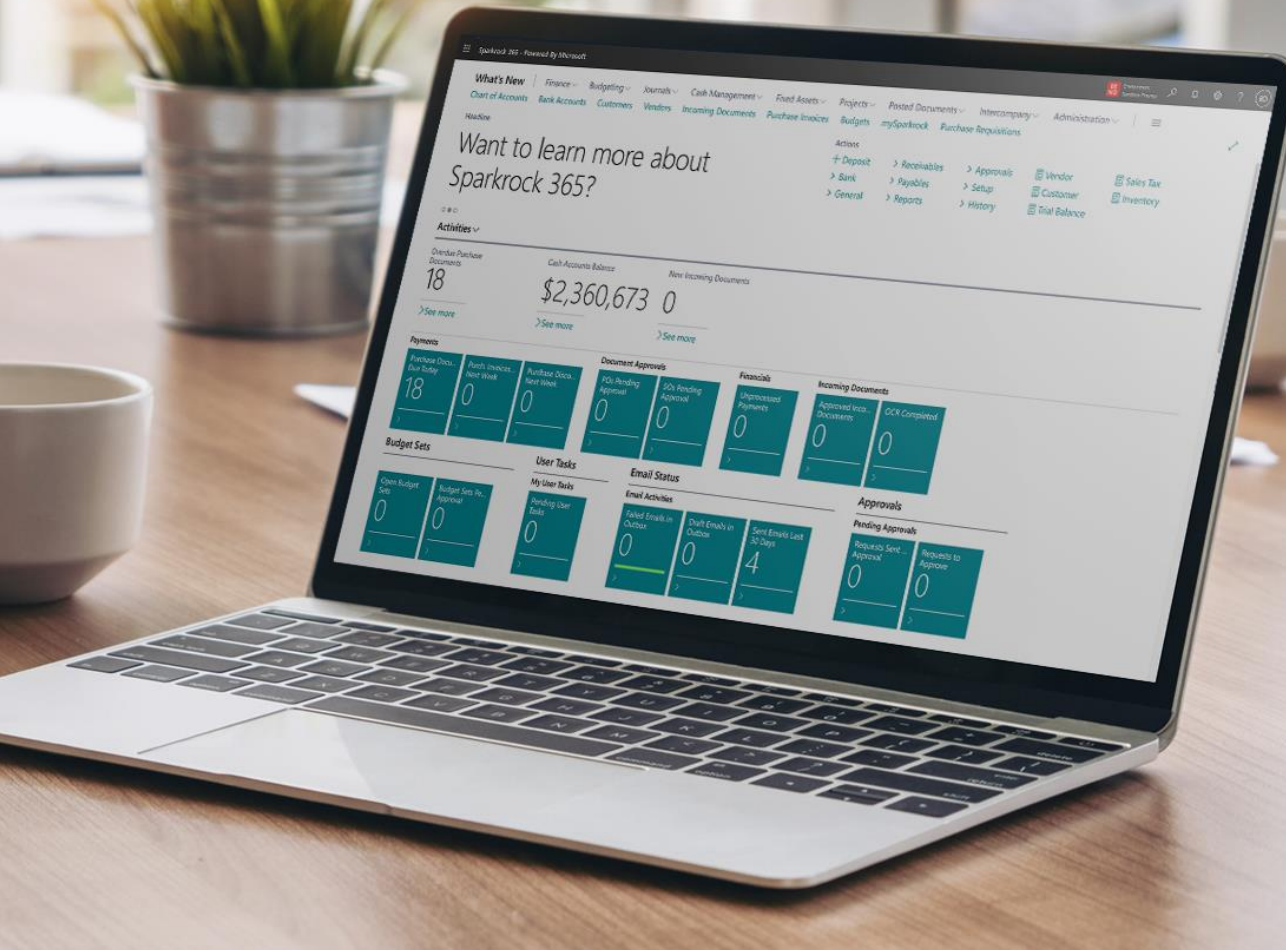 Sparkrock 365 - Powered By Microsoft
What's New Finance Budgeting Journals Cash Management Fixed Assets Projects Posted Documents Intercompany Administration
Chart of Accounts Bank Accounts Customers Vendors Incoming Documents Purchase Invoices Budgets mySparkrock Purchase Requisitions
Headline
Want to learn more about
Sparkrock 365?
Actions
+ Deposit > Receivables > Approvals Vendor Sales Tax
> Bank > Payables > Setup Customer Inventory
> General > Reports > History Trial Balance
Activities
Overdue Purchase
Documents
18
>See more
Cash Accounts Balance
$2,360,673
>See more
New Incoming Documents
0
>See more
Payments
Purchase Docu...
Due Today
18
Purch. Invoices...
Next Week
0
Purchase Docu...
Next Week
0
Document Approvals
POs Pending
Approval
0
SOs Pending
Approval
0
Financials
Unprocessed
Payments
0
Incoming Documents
Approved Inco...
Documents
0
OCR Completed
0
Budget Sets
Open Budget
Sets
0
Budget Sets Pe...
Approval
0
User Tasks
My User Tasks
Pending User
Tasks
0
Email Status
Email Activities
Failed Emails in
Outbox
0
Draft Emails in
Outbox
0
Sent Emails Last
30 Days
4
Approvals
Pending Approvals
Requests Sent ...
Approval
0
Requests to
Approve
0